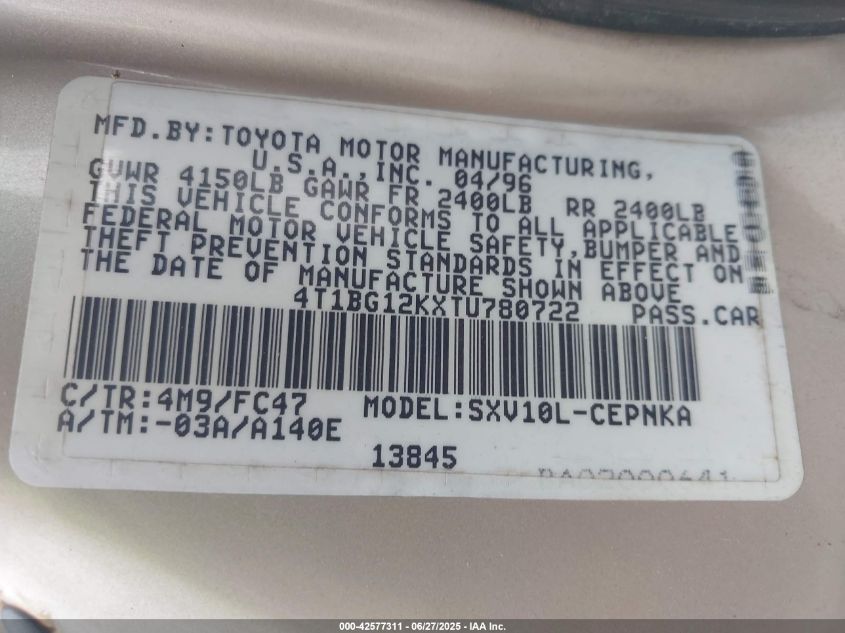 MFD.BY:TOYOTA MOTOR MANUFACTURING,
U.S.A.,INC. 04/96
GVWR 4150LB GAWR FR 2400LB RR 2400LB
THIS VEHICLE CONFORMS TO ALL APPLICABLE
FEDERAL MOTOR VEHICLE SAFETY,BUMPER AND
THEFT PREVENTION STANDARDS IN EFFECT ON
THE DATE OF MANUFACTURE SHOWN ABOVE
4T1BG12KXTU780722 PASS.CAR
C/TR:4M9/FC47 MODEL:SXV10L-CEPNKA
A/TM:-03A/A140E
13845
000-42577311 - 06/27/2025 - IAA Inc.